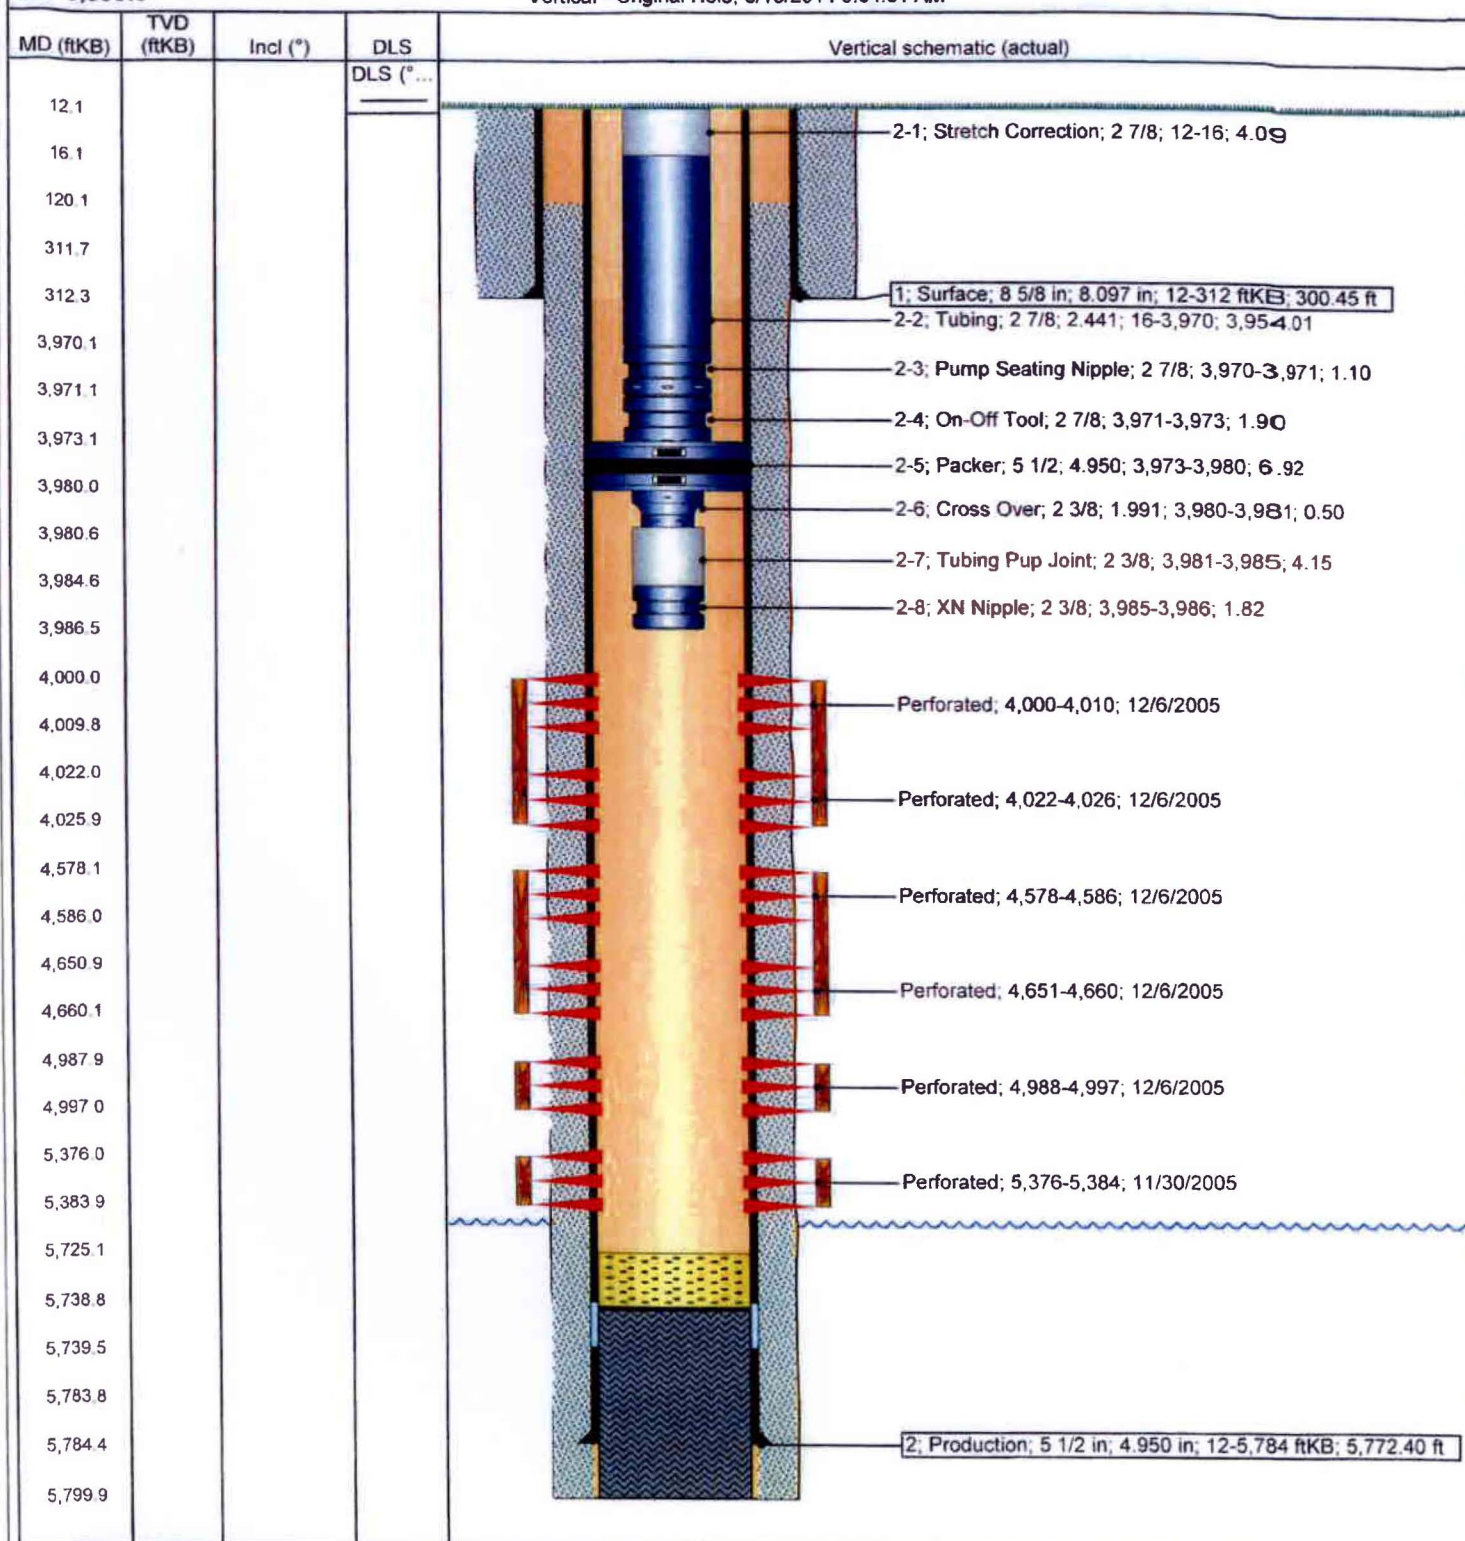 MD (ftKB)
TVD
(ftKB)
Incl (°)
DLS
Vertical schematic (actual)
DLS (°...
12.1
16.1
120.1
311.7
312.3
3,970.1
3,971.1
3,973.1
3,980.0
3,980.6
3,984.6
3,986.5
4,000.0
4,009.8
4,022.0
4,025.9
4,578.1
4,586.0
4,650.9
4,660.1
4,987.9
4,997.0
5,376.0
5,383.9
5,725.1
5,738.8
5,739.5
5,783.8
5,784.4
5,799.9
2-1; Stretch Correction; 2 7/8; 12-16; 4.09
1; Surface; 8 5/8 in; 8.097 in; 12-312 ftKB; 300.45 ft
2-2; Tubing; 2 7/8; 2.441; 16-3,970; 3,954.01
2-3; Pump Seating Nipple; 2 7/8; 3,970-3,971; 1.10
2-4; On-Off Tool; 2 7/8; 3,971-3,973; 1.90
2-5; Packer; 5 1/2; 4.950; 3,973-3,980; 6.92
2-6; Cross Over; 2 3/8; 1.991; 3,980-3,981; 0.50
2-7; Tubing Pup Joint; 2 3/8; 3,981-3,985; 4.15
2-8; XN Nipple; 2 3/8; 3,985-3,986; 1.82
Perforated; 4,000-4,010; 12/6/2005
Perforated; 4,022-4,026; 12/6/2005
Perforated; 4,578-4,586; 12/6/2005
Perforated; 4,651-4,660; 12/6/2005
Perforated; 4,988-4,997; 12/6/2005
Perforated; 5,376-5,384; 11/30/2005
2; Production; 5 1/2 in; 4.950 in; 12-5,784 ftKB; 5,772.40 ft